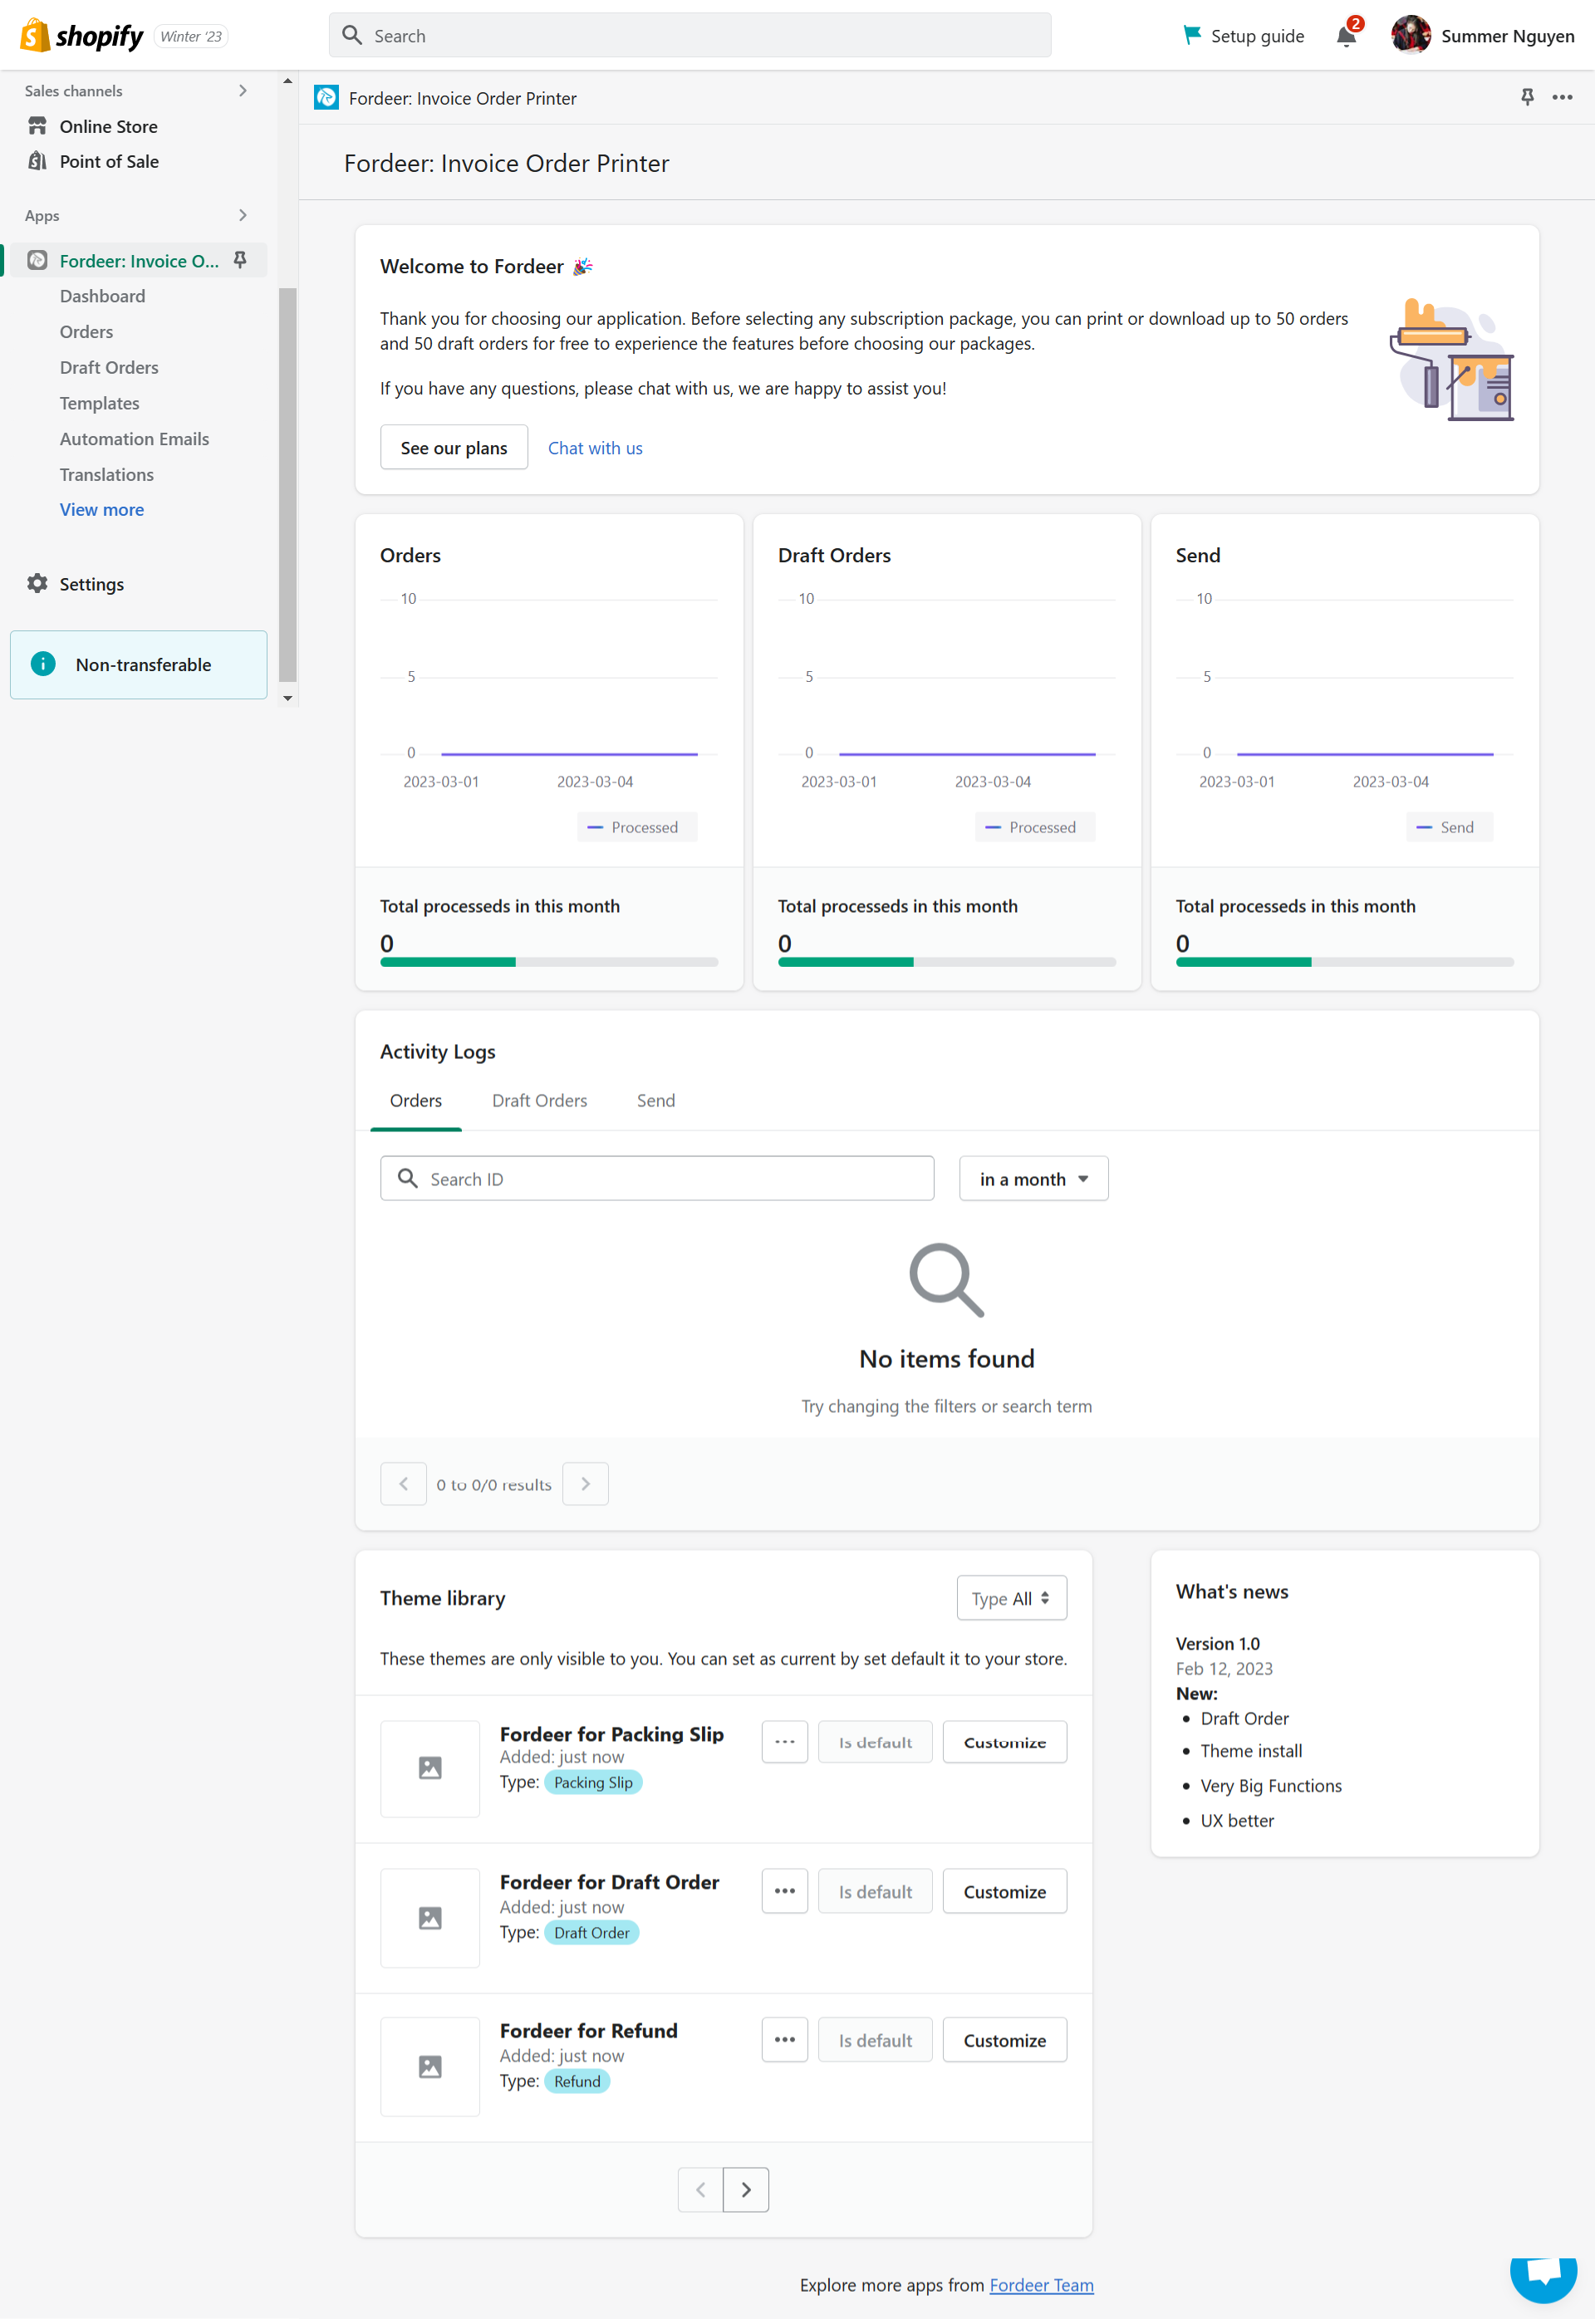 shopify
Winter '23
Search
Setup guide
2
Summer Nguyen
Sales channels
Online Store
Point of Sale
Apps
Fordeer: Invoice O...
Dashboard
Orders
Draft Orders
Templates
Automation Emails
Translations
View more
Settings
Non-transferable
Fordeer: Invoice Order Printer
Fordeer: Invoice Order Printer
Welcome to Fordeer 🎉
Thank you for choosing our application. Before selecting any subscription package, you can print or download up to 50 orders
and 50 draft orders for free to experience the features before choosing our packages.
If you have any questions, please chat with us, we are happy to assist you!
See our plans
Chat with us
Orders
10
5
0
2023-03-01 2023-03-04
Processed
Total processeds in this month
0
Draft Orders
10
5
0
2023-03-01 2023-03-04
Processed
Total processeds in this month
0
Send
10
5
0
2023-03-01 2023-03-04
Send
Total processeds in this month
0
Activity Logs
Orders Draft Orders Send
Search ID
in a month
No items found
Try changing the filters or search term
0 to 0/0 results
Theme library
Type All
These themes are only visible to you. You can set as current by set default it to your store.
Fordeer for Packing Slip
Added: just now
Type: Packing Slip
Is default
Customize
Fordeer for Draft Order
Added: just now
Type: Draft Order
Is default
Customize
Fordeer for Refund
Added: just now
Type: Refund
Is default
Customize
What's news
Version 1.0
Feb 12, 2023
New:
• Draft Order
• Theme install
• Very Big Functions
• UX better
Explore more apps from Fordeer Team